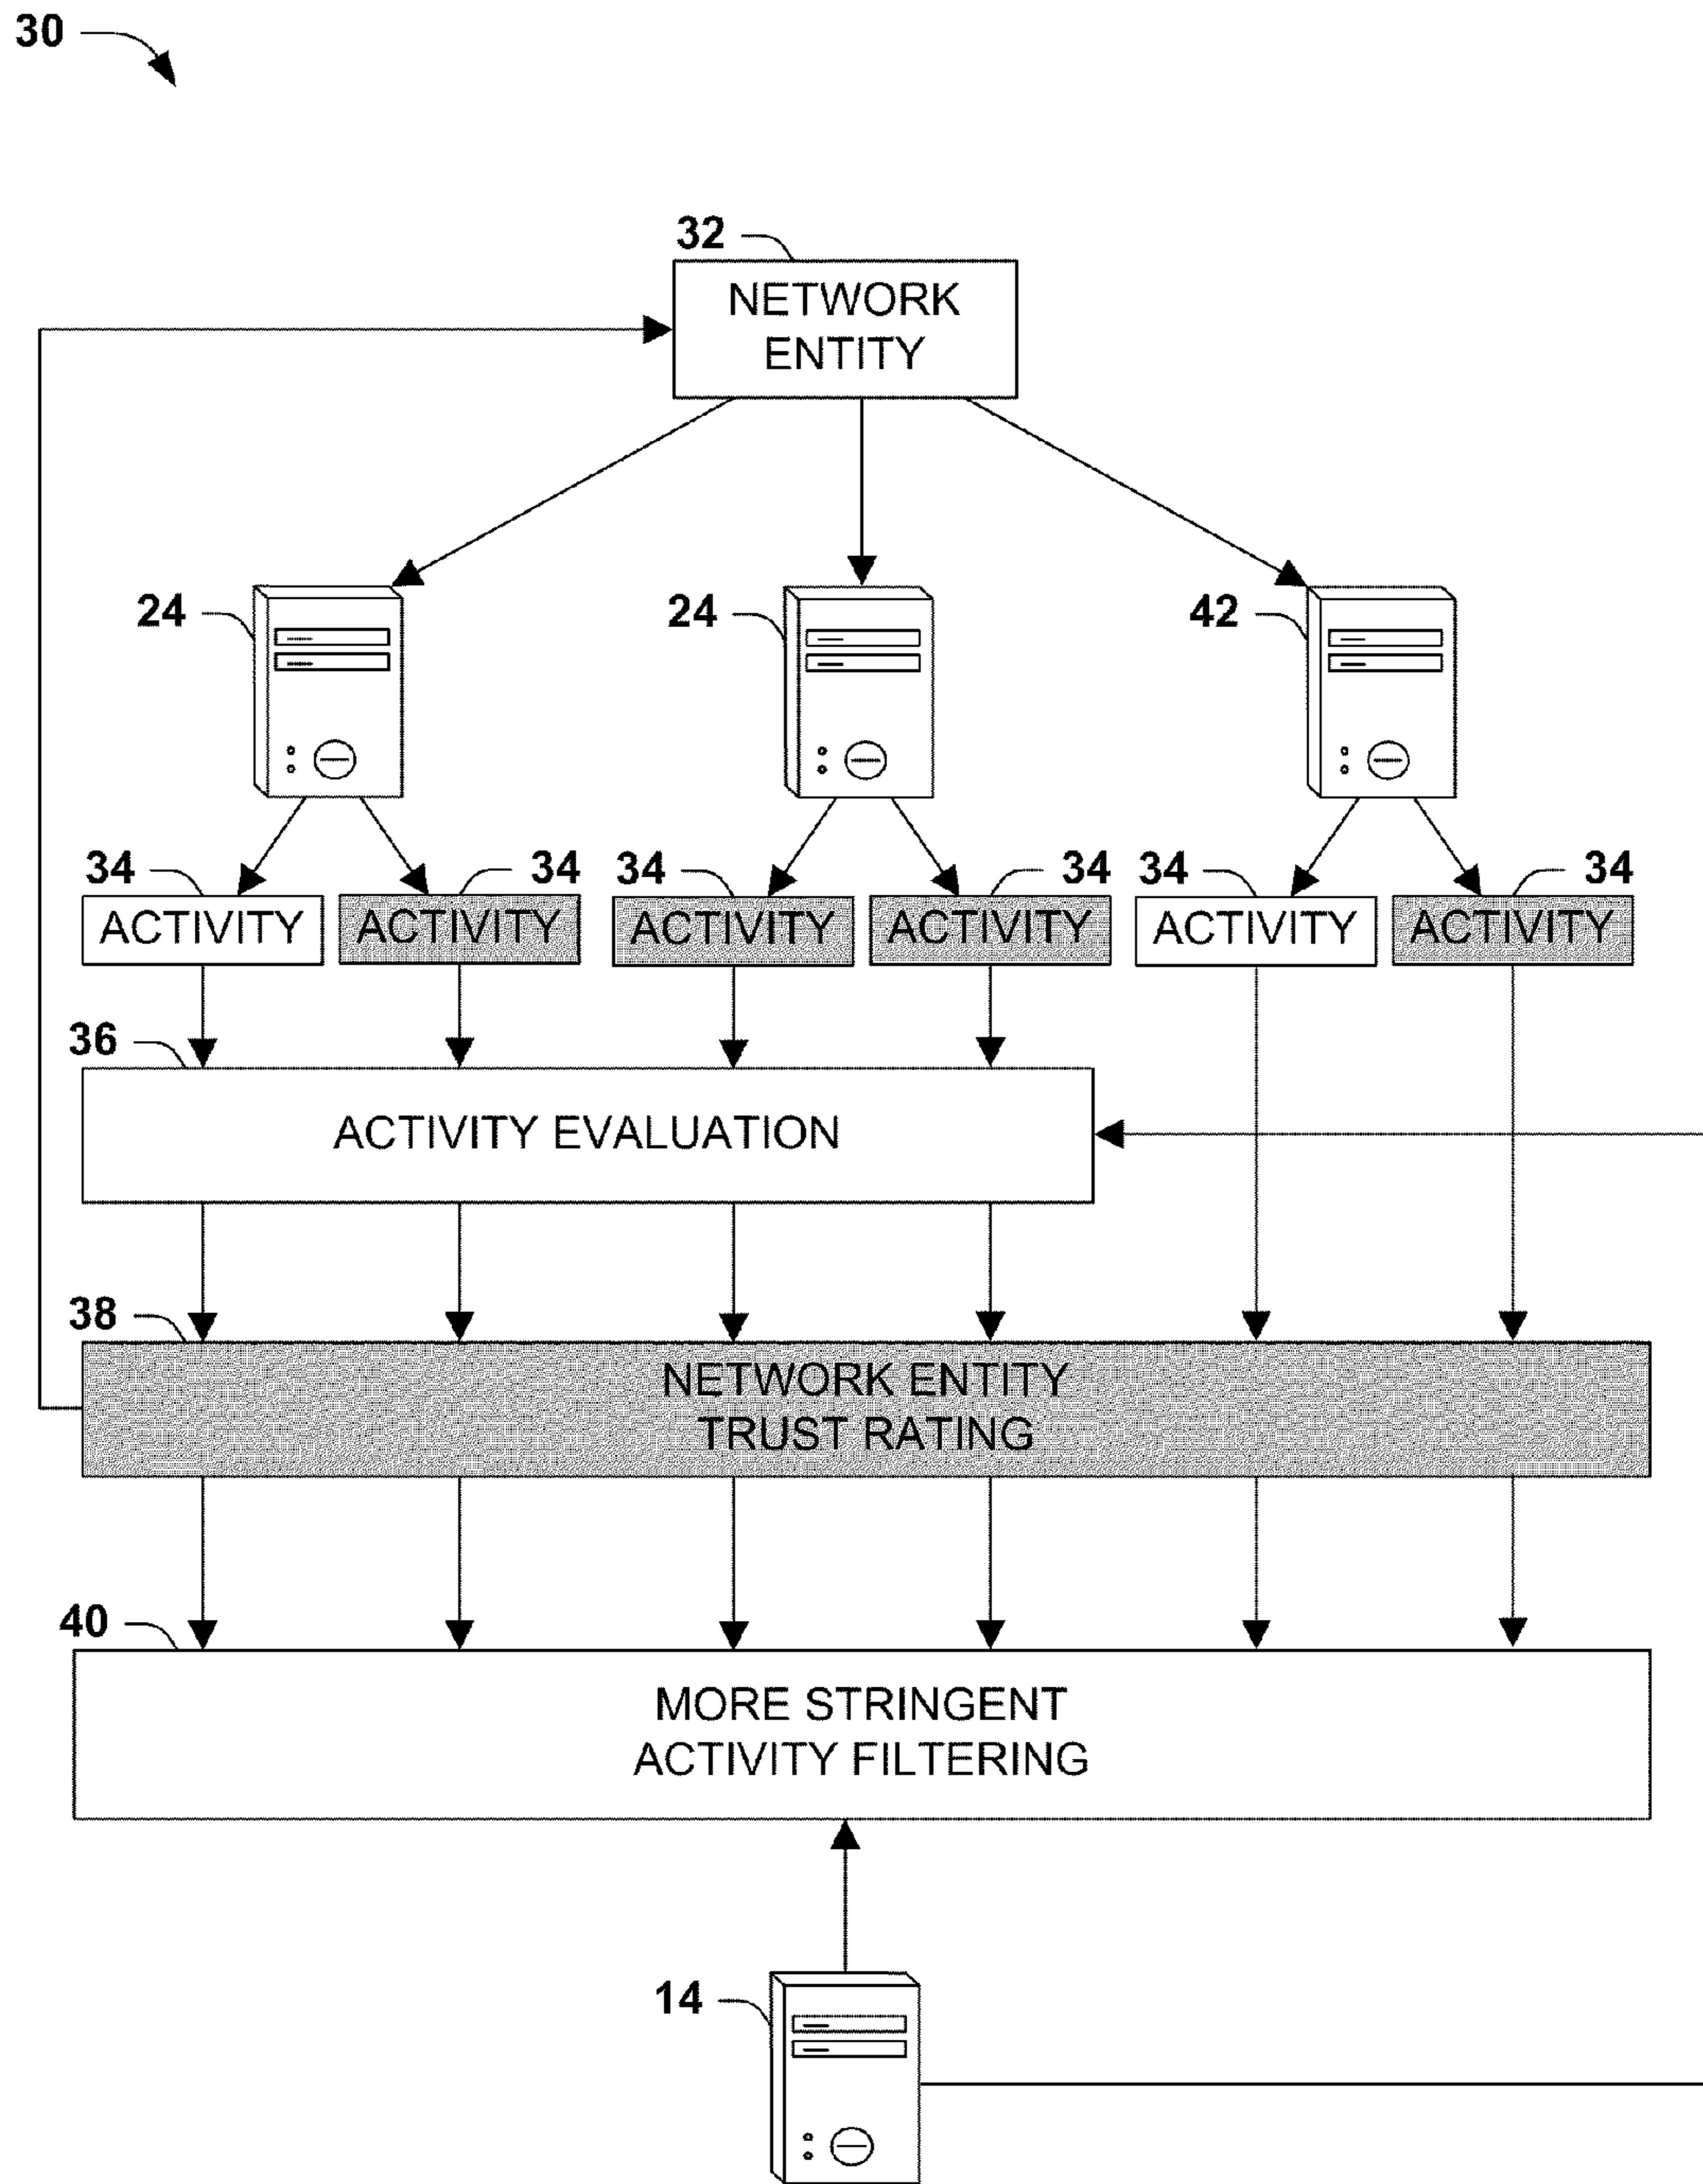 30
32
NETWORK
ENTITY
24
24
42
34
34
34
34
34
34
ACTIVITY
ACTIVITY
ACTIVITY
ACTIVITY
ACTIVITY
ACTIVITY
36
ACTIVITY EVALUATION
38
NETWORK ENTITY
TRUST RATING
40
MORE STRINGENT
ACTIVITY FILTERING
14